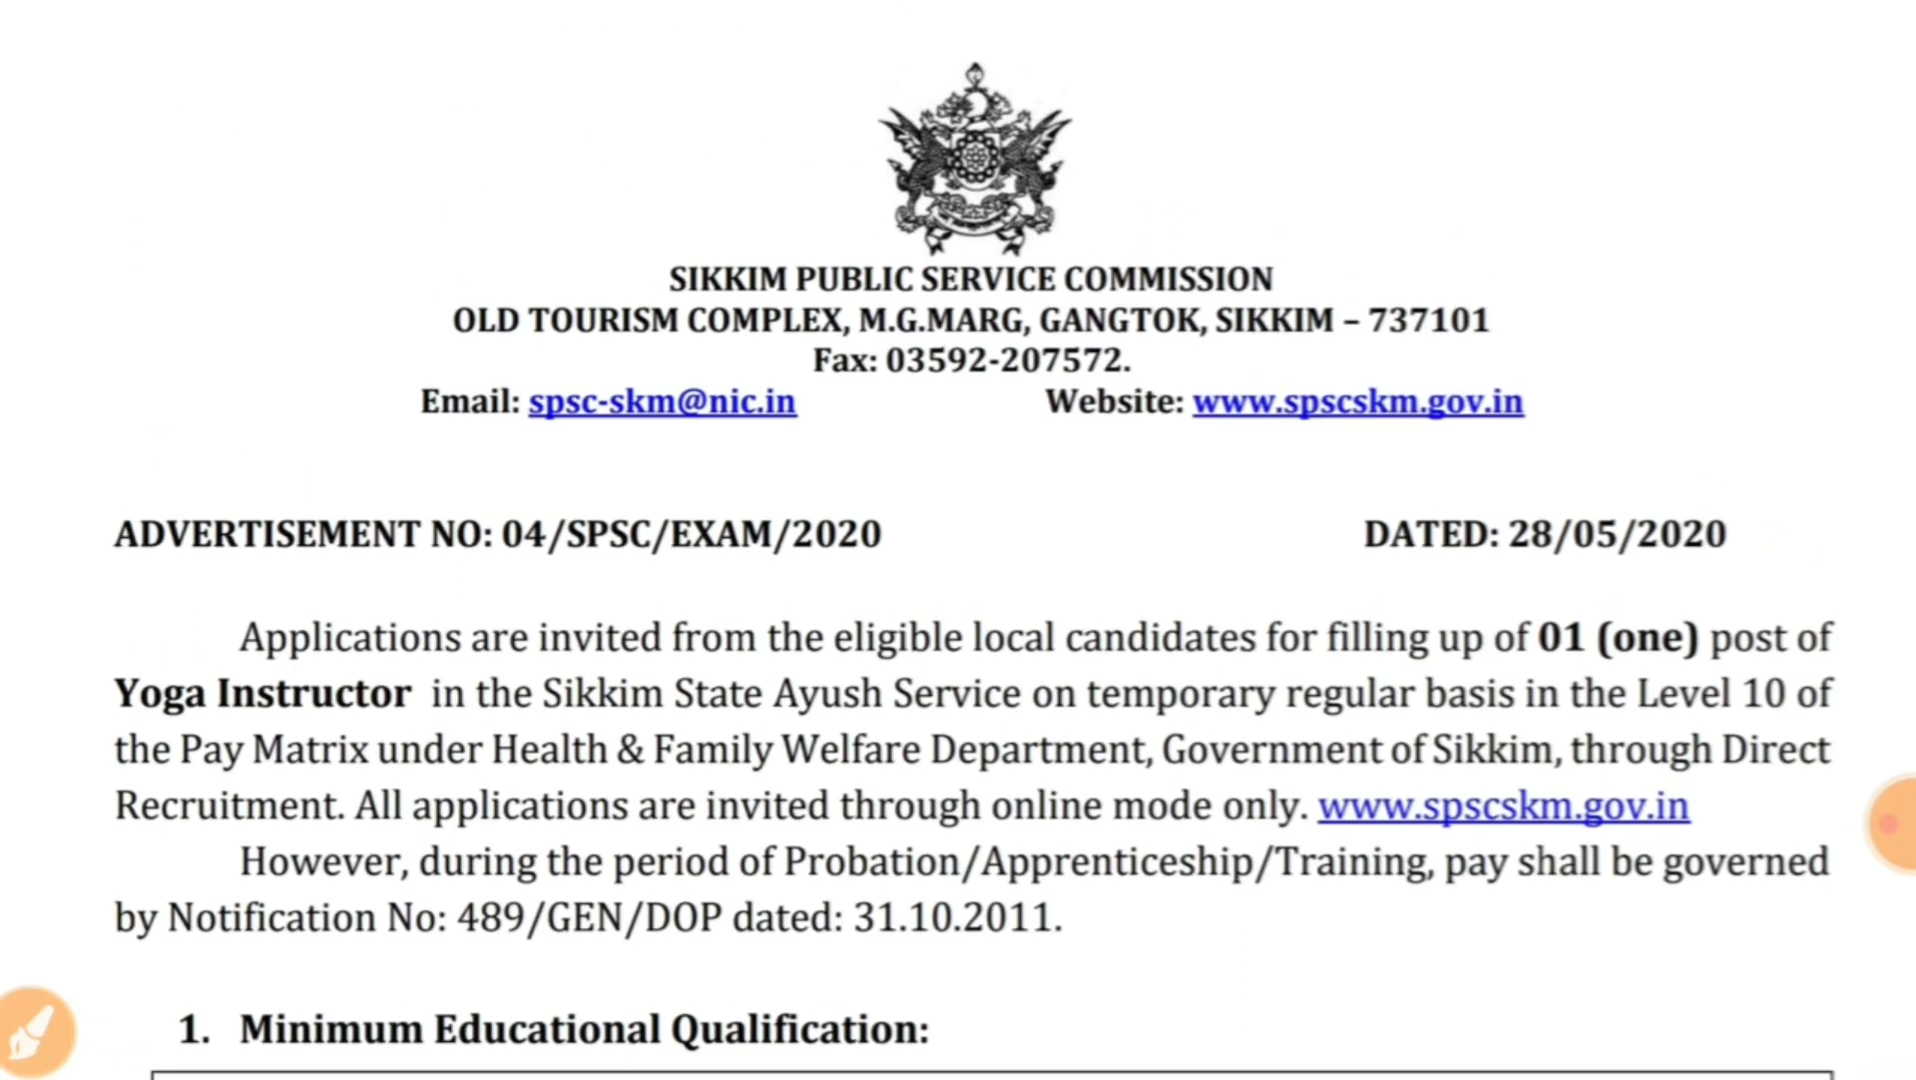 SIKKIM PUBLIC SERVICE COMMISSION
OLD TOURISM COMPLEX, M.G.MARG, GANGTOK, SIKKIM – 737101
Fax: 03592-207572.
Email: spsc-skm@nic.in Website: www.spscskm.gov.in
ADVERTISEMENT NO: 04/SPSC/EXAM/2020 DATED: 28/05/2020
Applications are invited from the eligible local candidates for filling up of 01 (one) post of
Yoga Instructor in the Sikkim State Ayush Service on temporary regular basis in the Level 10 of
the Pay Matrix under Health & Family Welfare Department, Government of Sikkim, through Direct
Recruitment. All applications are invited through online mode only. www.spscskm.gov.in
However, during the period of Probation/Apprenticeship/Training, pay shall be governed
by Notification No: 489/GEN/DOP dated: 31.10.2011.
1. Minimum Educational Qualification: